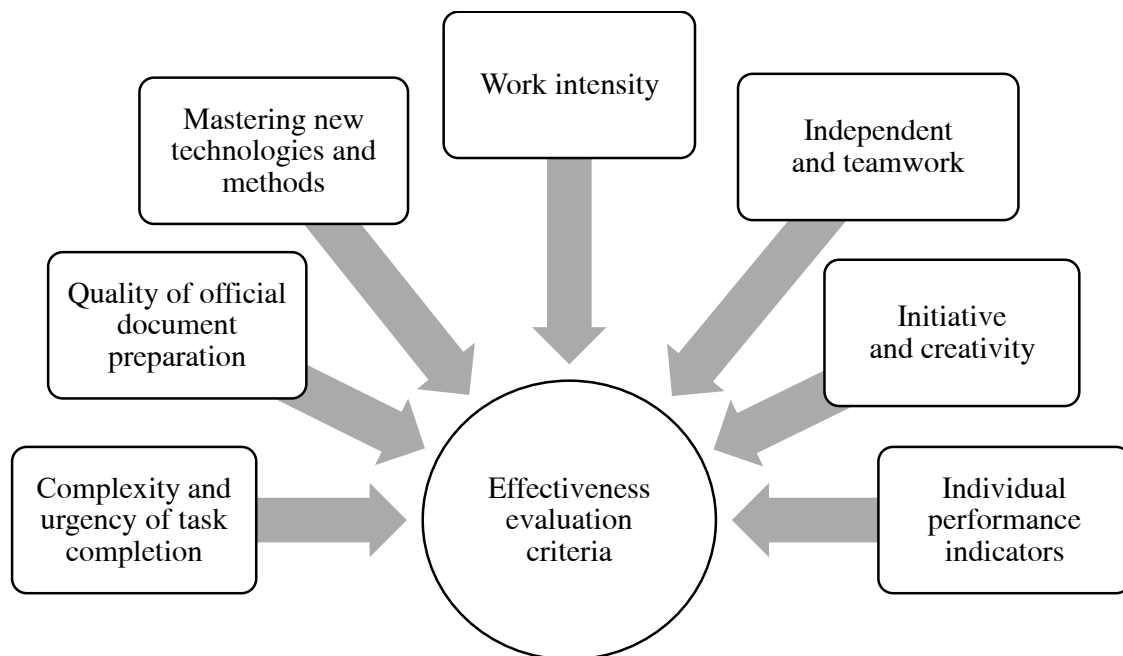 Work intensity
Mastering new
technologies and
methods
Independent
and teamwork
Quality of official
document
preparation
Initiative
and creativity
Complexity and
urgency of task
completion
Effectiveness
evaluation
criteria
Individual
performance
indicators